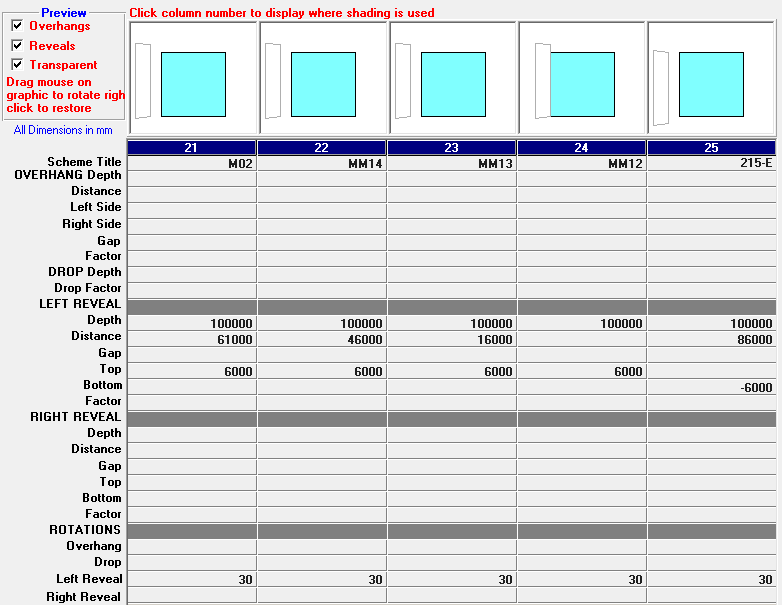 Preview
Overhangs
Reveals
Transparent
Drag mouse on
graphic to rotate righ
click to restore
All Dimensions in mm
Click column number to display where shading is used
21 22 23 24 25
Scheme Title M02 MM14 MM13 MM12 215-E
OVERHANG Depth
Distance
Left Side
Right Side
Gap
Factor
DROP Depth
Drop Factor
LEFT REVEAL
Depth 100000 100000 100000 100000 100000
Distance 61000 46000 16000 86000
Gap
Top 6000 6000 6000 6000
Bottom -6000
Factor
RIGHT REVEAL
Depth
Distance
Gap
Top
Bottom
Factor
ROTATIONS
Overhang
Drop
Left Reveal 30 30 30 30 30
Right Reveal